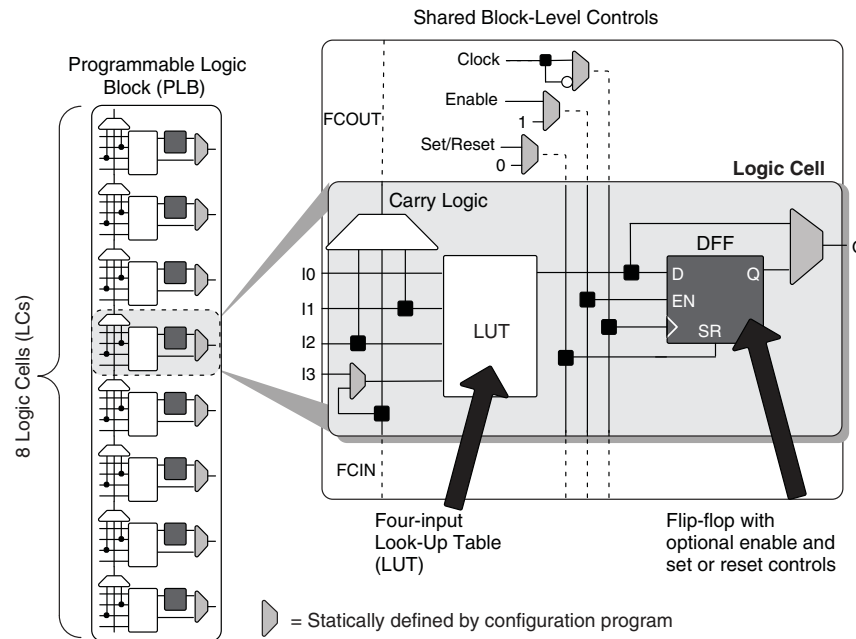 Shared Block-Level Controls
Programmable Logic
Block (PLB)
8 Logic Cells (LCs)
Clock
Enable
1
FCOUT
Set/Reset
0
Logic Cell
Carry Logic
DFF
I0
D
Q
I1
EN
LUT
I2
SR
I3
FCIN
Four-input
Look-Up Table
(LUT)
Flip-flop with
optional enable and
set or reset controls
= Statically defined by configuration program